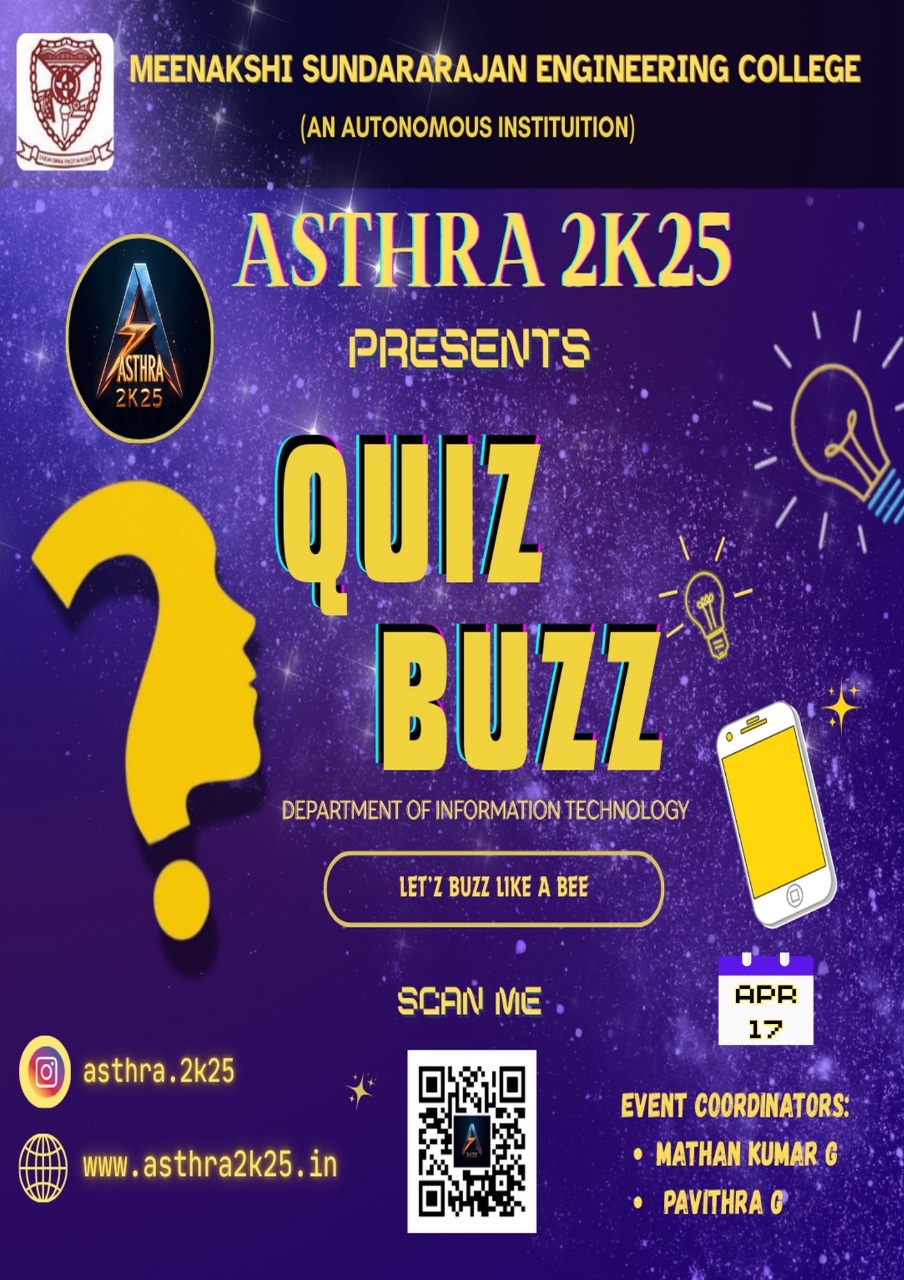 MEENAKSHI SUNDARARAJAN ENGINEERING COLLEGE
(AN AUTONOMOUS INSTITUITION)
ASTHRA 2K25
ASTHRA
2K25
PRESENTS
QUIZ
BUZZ
DEPARTMENT OF INFORMATION TECHNOLOGY
LET'Z BUZZ LIKE A BEE
SCAN ME
APR
17
asthra.2k25
www.asthra2k25.in
EVENT COORDINATORS:
• MATHAN KUMAR G
• PAVITHRA G